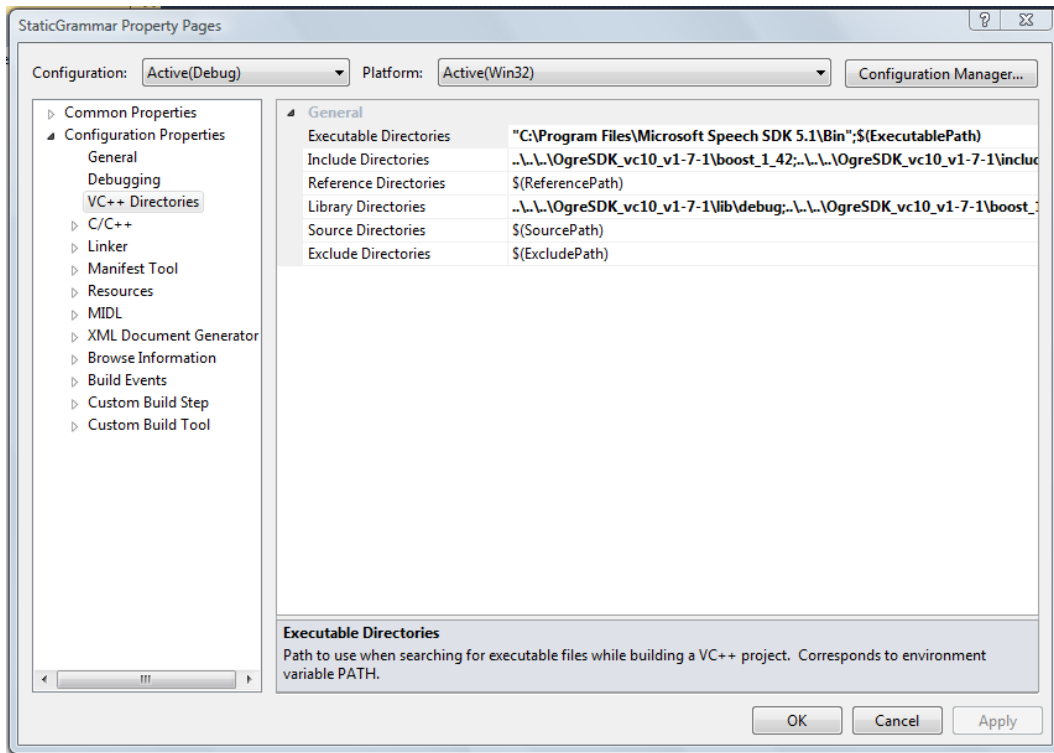 StaticGrammar Property Pages
Configuration: Active(Debug) Platform: Active(Win32) Configuration Manager...
Common Properties
Configuration Properties
General
Debugging
VC++ Directories
C/C++
Linker
Manifest Tool
Resources
MIDL
XML Document Generator
Browse Information
Build Events
Custom Build Step
Custom Build Tool
General
Executable Directories "C:\Program Files\Microsoft Speech SDK 5.1\Bin";$(ExecutablePath)
Include Directories ..\..\..\OgreSDK_vc10_v1-7-1\boost_1_42;..\..\..\OgreSDK_vc10_v1-7-1\includ
Reference Directories $(ReferencePath)
Library Directories ..\..\..\OgreSDK_vc10_v1-7-1\lib\debug;..\..\..\OgreSDK_vc10_v1-7-1\boost_1
Source Directories $(SourcePath)
Exclude Directories $(ExcludePath)
Executable Directories
Path to use when searching for executable files while building a VC++ project. Corresponds to environment
variable PATH.
OK Cancel Apply